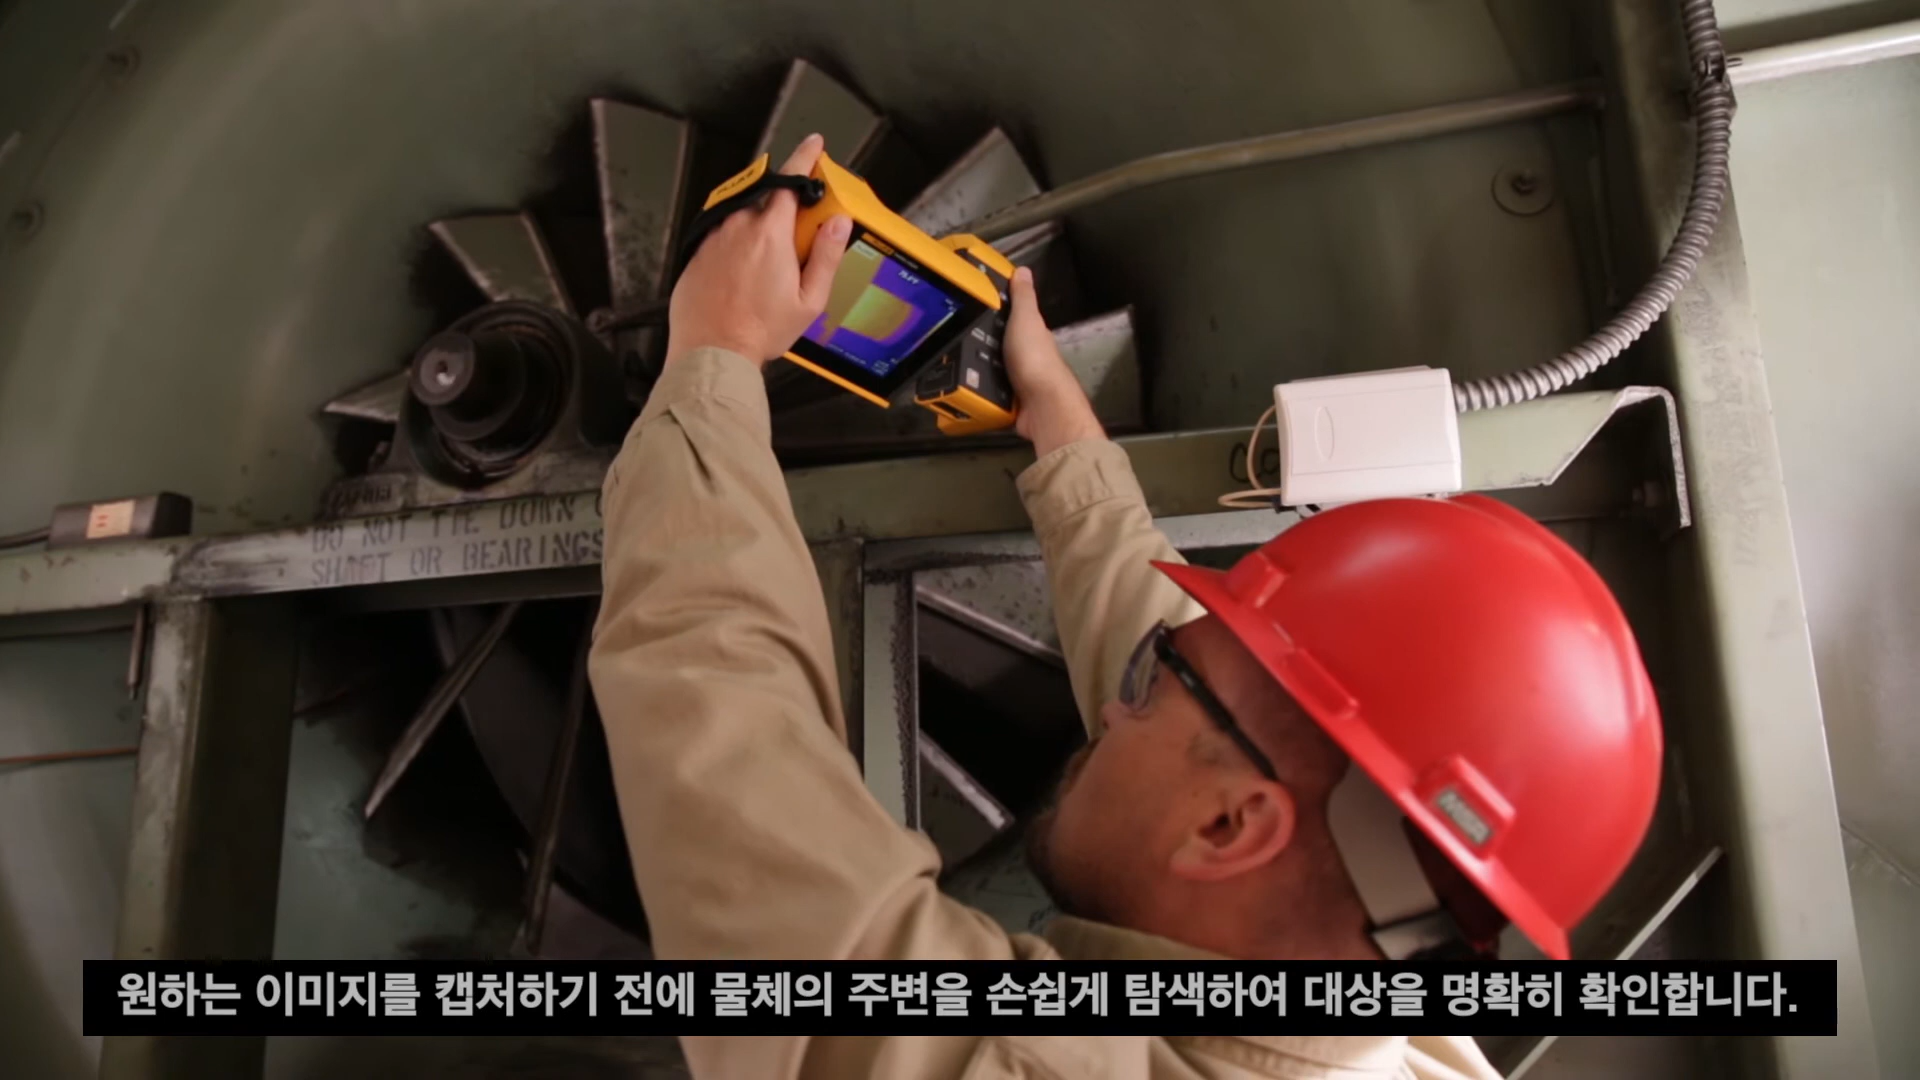 FLUKE
DO NOT TIE DOWN
SHAFT OR BEARINGS
MSA
원하는 이미지를 캡처하기 전에 물체의 주변을 손쉽게 탐색하여 대상을 명확히 확인합니다.